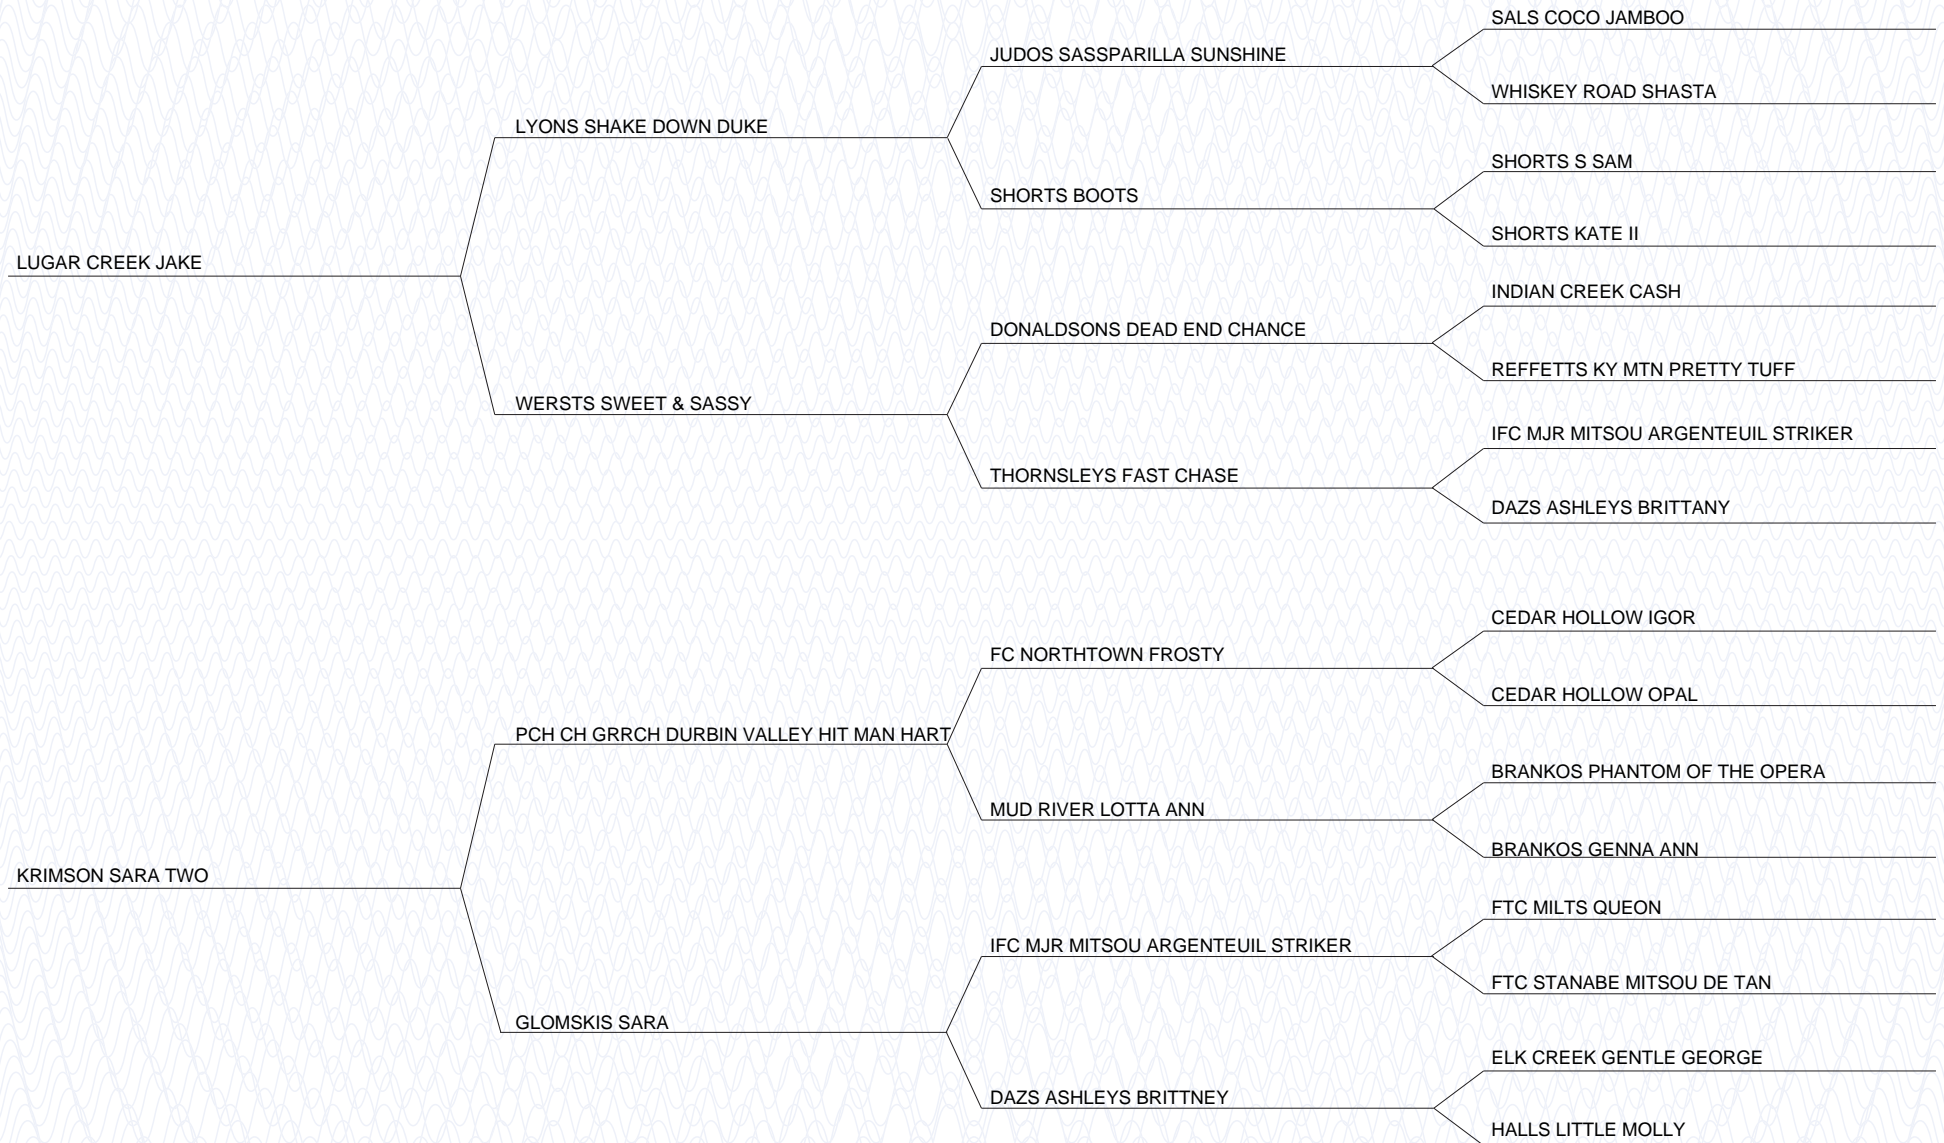 SALS COCO JAMBOO
JUDOS SASSPARILLA SUNSHINE
WHISKEY ROAD SHASTA
LYONS SHAKE DOWN DUKE
SHORTS S SAM
SHORTS BOOTS
SHORTS KATE II
LUGAR CREEK JAKE
INDIAN CREEK CASH
DONALDSONS DEAD END CHANCE
REFFETTS KY MTN PRETTY TUFF
WERSTS SWEET & SASSY
IFC MJR MITSOU ARGENTEUIL STRIKER
THORNSLEYS FAST CHASE
DAZS ASHLEYS BRITTANY
CEDAR HOLLOW IGOR
FC NORTHTOWN FROSTY
CEDAR HOLLOW OPAL
PCH CH GRRCH DURBIN VALLEY HIT MAN HART
BRANKOS PHANTOM OF THE OPERA
MUD RIVER LOTTA ANN
BRANKOS GENNA ANN
KRIMSON SARA TWO
FTC MILTS QUEON
IFC MJR MITSOU ARGENTEUIL STRIKER
FTC STANABE MITSOU DE TAN
GLOMSKIS SARA
ELK CREEK GENTLE GEORGE
DAZS ASHLEYS BRITTNEY
HALLS LITTLE MOLLY